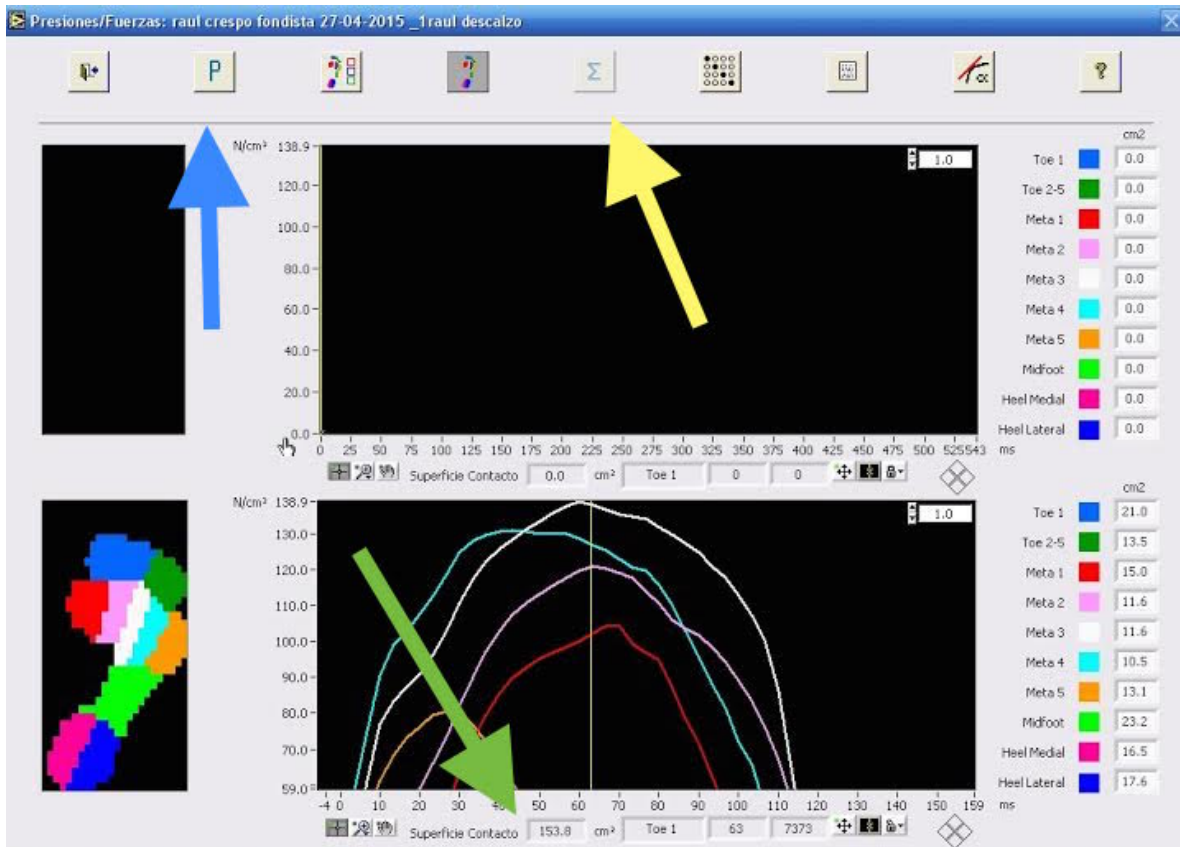 Presiones/Fuerzas: raul crespo fondista 27-04-2015 _1raul descalzo
P Σ α ?
N/cm² 138.9 120.0 100.0 80.0 60.0 40.0 20.0 0.0
1.0
cm2
Toe 1 0.0
Toe 2-5 0.0
Meta 1 0.0
Meta 2 0.0
Meta 3 0.0
Meta 4 0.0
Meta 5 0.0
Midfoot 0.0
Heel Medial 0.0
Heel Lateral 0.0
0 25 50 75 100 125 150 175 200 225 250 275 300 325 350 375 400 425 450 475 500 525543 ms
Superficie Contacto 0.0 cm² Toe 1 0 0
N/cm² 138.9 130.0 120.0 110.0 100.0 90.0 80.0 70.0 59.0
1.0
cm2
Toe 1 21.0
Toe 2-5 13.5
Meta 1 15.0
Meta 2 11.6
Meta 3 11.6
Meta 4 10.5
Meta 5 13.1
Midfoot 23.2
Heel Medial 16.5
Heel Lateral 17.6
-4 0 10 20 30 50 60 70 80 90 100 110 120 130 140 150 159 ms
Superficie Contacto 153.8 cm² Toe 1 63 7373